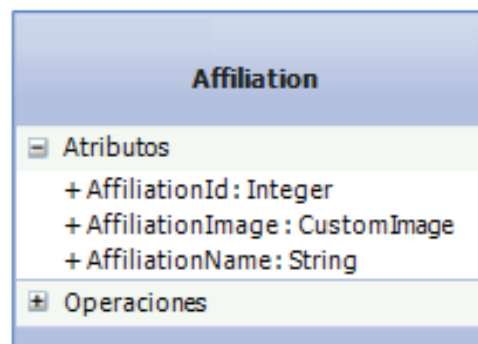 Affiliation
Atributos
+ AffiliationId : Integer
+ AffiliationImage : CustomImage
+ AffiliationName : String
Operaciones